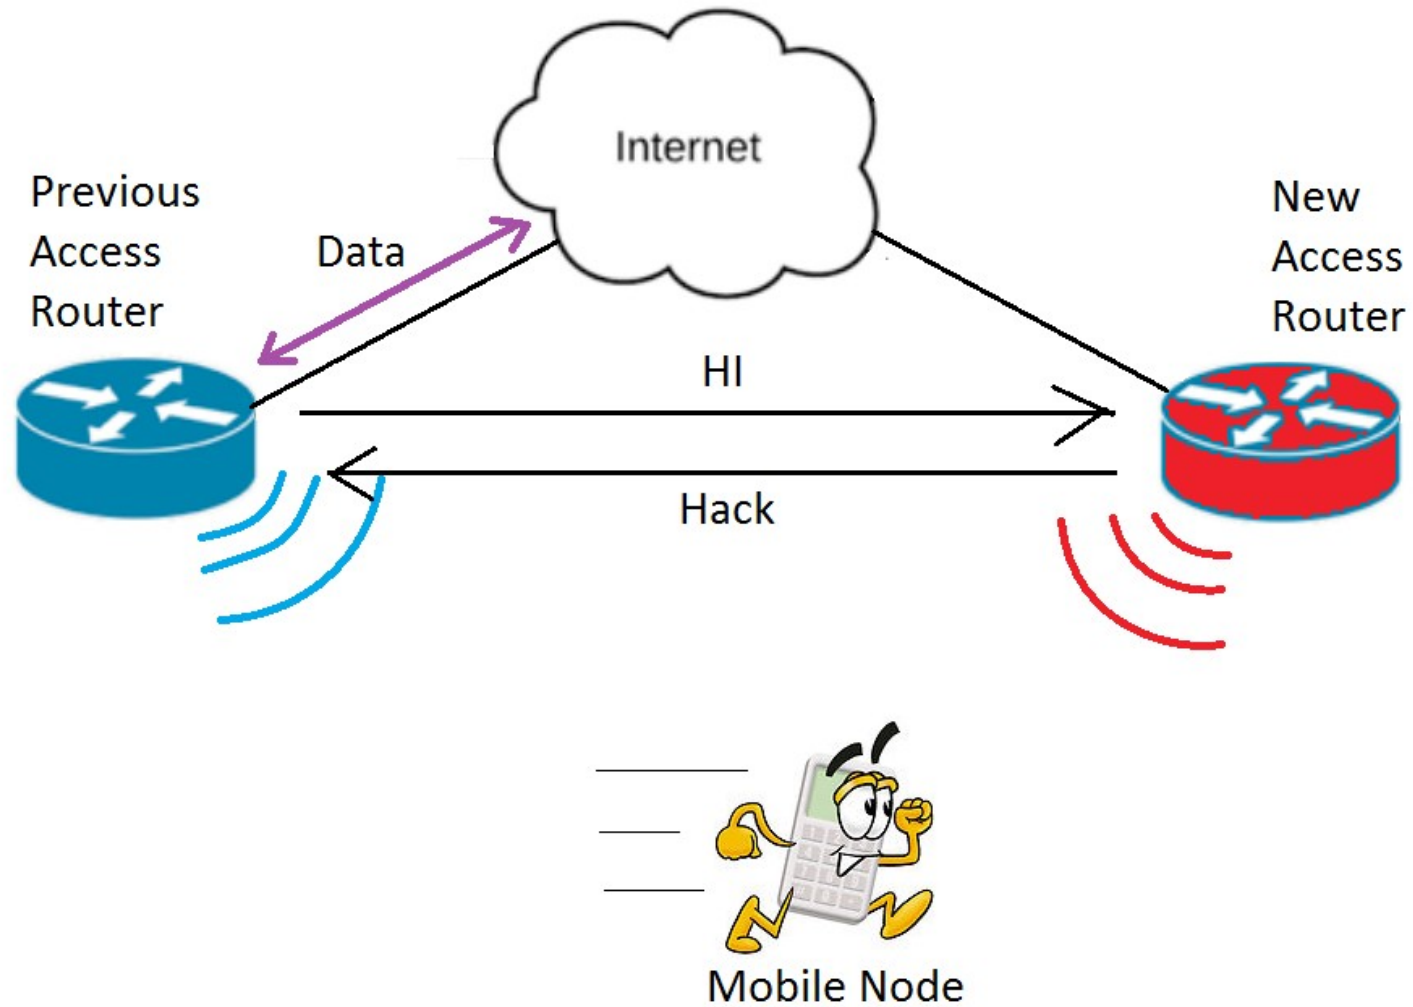 Internet
Previous
Access
Router
Data
New
Access
Router
HI
Hack
Mobile Node